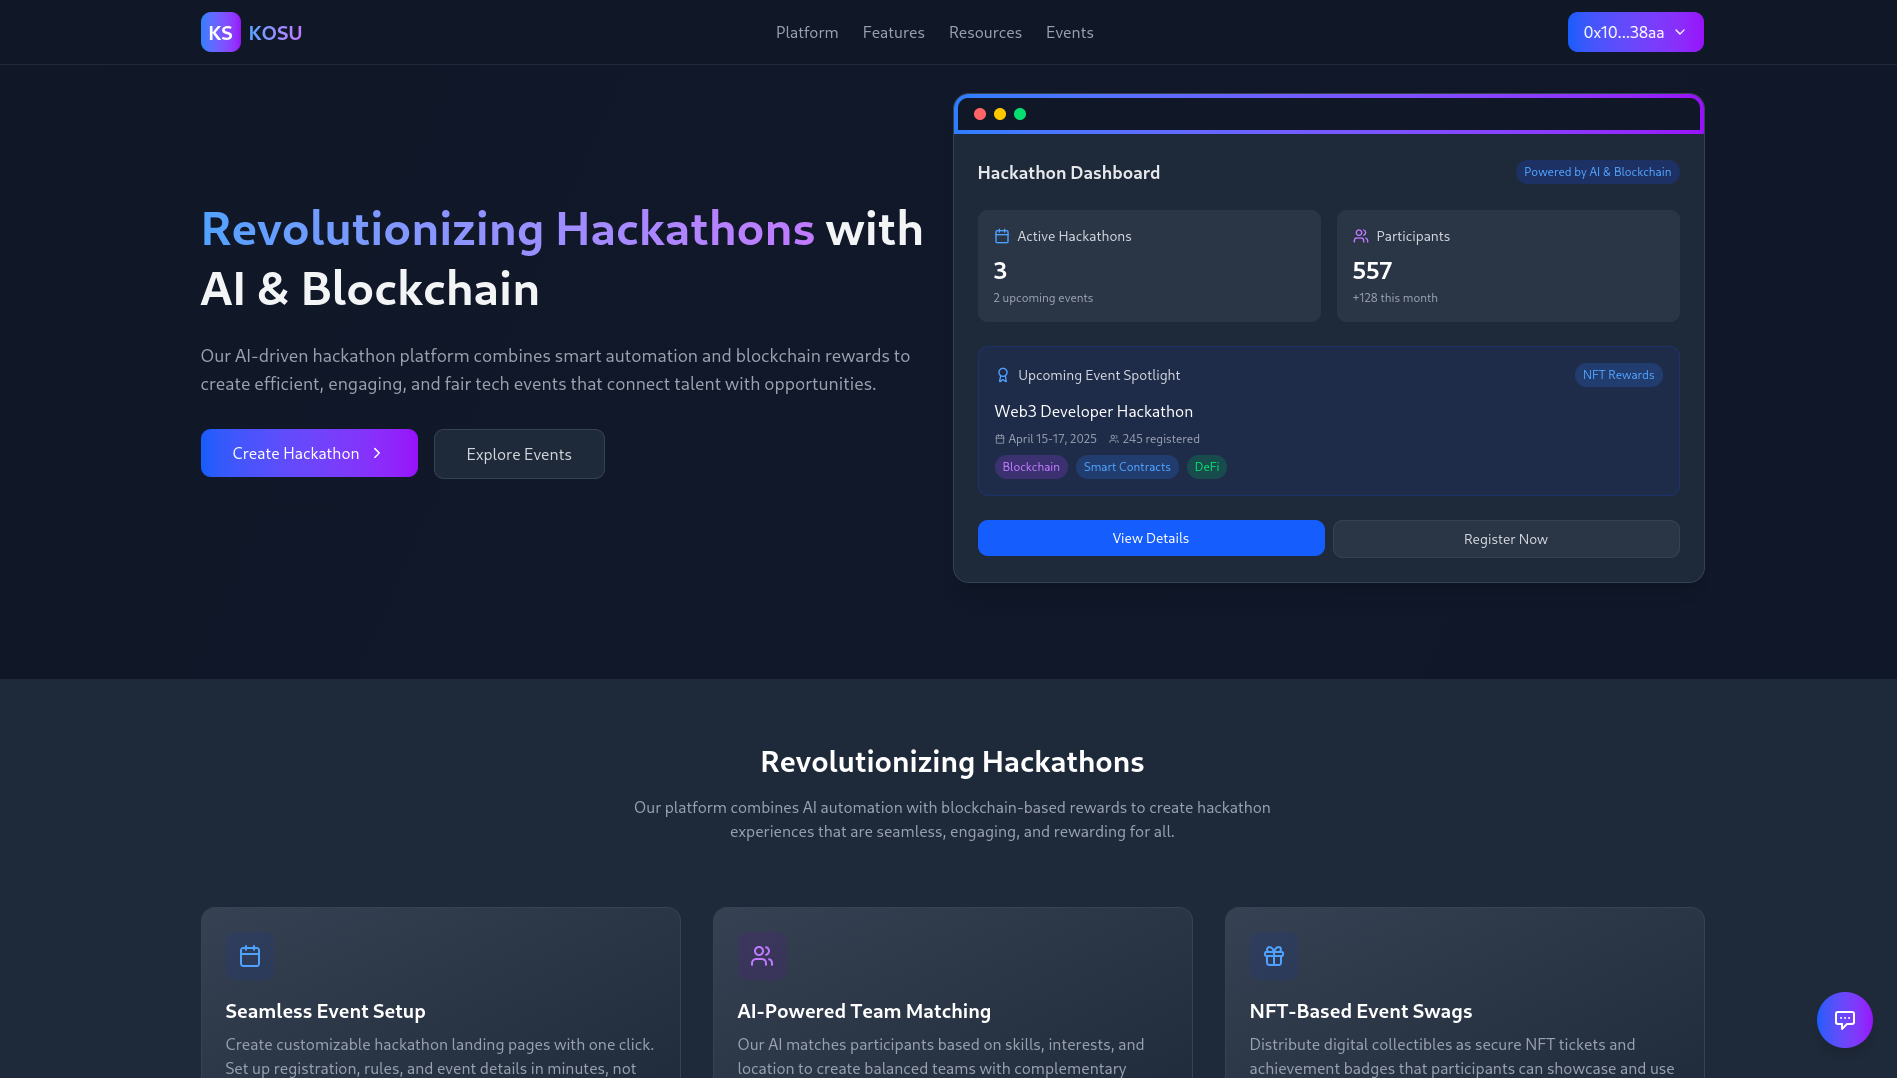 KS KOSU
Platform Features Resources Events
0x10...38aa
Revolutionizing Hackathons with
AI & Blockchain
Our AI-driven hackathon platform combines smart automation and blockchain rewards to
create efficient, engaging, and fair tech events that connect talent with opportunities.
Create Hackathon
Explore Events
Hackathon Dashboard
Powered by AI & Blockchain
Active Hackathons
3
2 upcoming events
Participants
557
+128 this month
Upcoming Event Spotlight
NFT Rewards
Web3 Developer Hackathon
April 15-17, 2025 245 registered
Blockchain Smart Contracts DeFi
View Details
Register Now
Revolutionizing Hackathons
Our platform combines AI automation with blockchain-based rewards to create hackathon
experiences that are seamless, engaging, and rewarding for all.
Seamless Event Setup
Create customizable hackathon landing pages with one click.
Set up registration, rules, and event details in minutes, not
AI-Powered Team Matching
Our AI matches participants based on skills, interests, and
location to create balanced teams with complementary
NFT-Based Event Swags
Distribute digital collectibles as secure NFT tickets and
achievement badges that participants can showcase and use